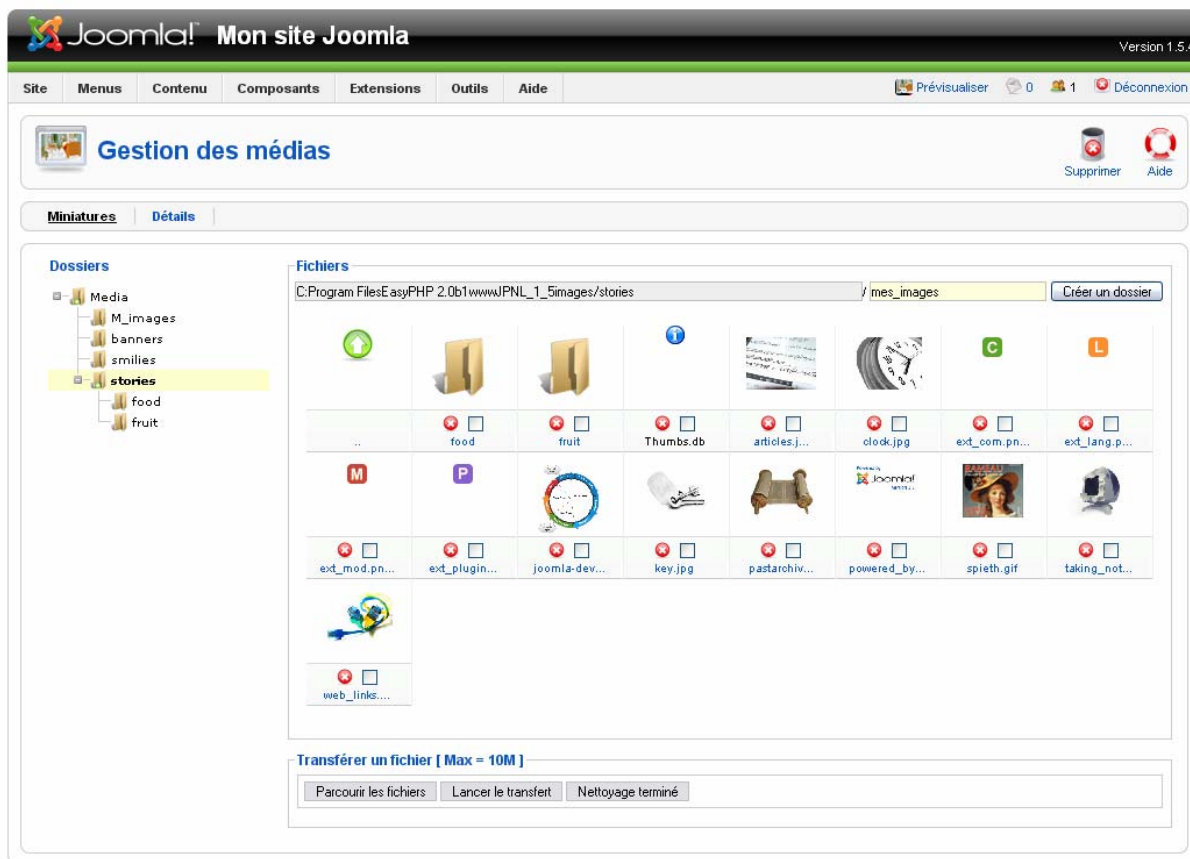 Joomla! Mon site Joomla
Version 1.5.4
Site Menus Contenu Composants Extensions Outils Aide Prévisualiser 0 1 Déconnexion
Gestion des médias
Supprimer Aide
Miniatures Détails
Dossiers
Media
M_images
banners
smilies
stories
food
fruit
Fichiers
C:Program FilesEasyPHP 2.0b1wwwJPNL_1_5images/stories / mes_images Créer un dossier
C L
.. food fruit Thumbs.db articles.j... clock.jpg ext_com.pn... ext_lang.p...
M P Joomla!
ext_mod.pn... ext_plugin... joomla-dev... key.jpg pastarchiv... powered_by... spieth.gif taking_not...
web_links....
Transférer un fichier [ Max = 10M ]
Parcourir les fichiers Lancer le transfert Nettoyage terminé